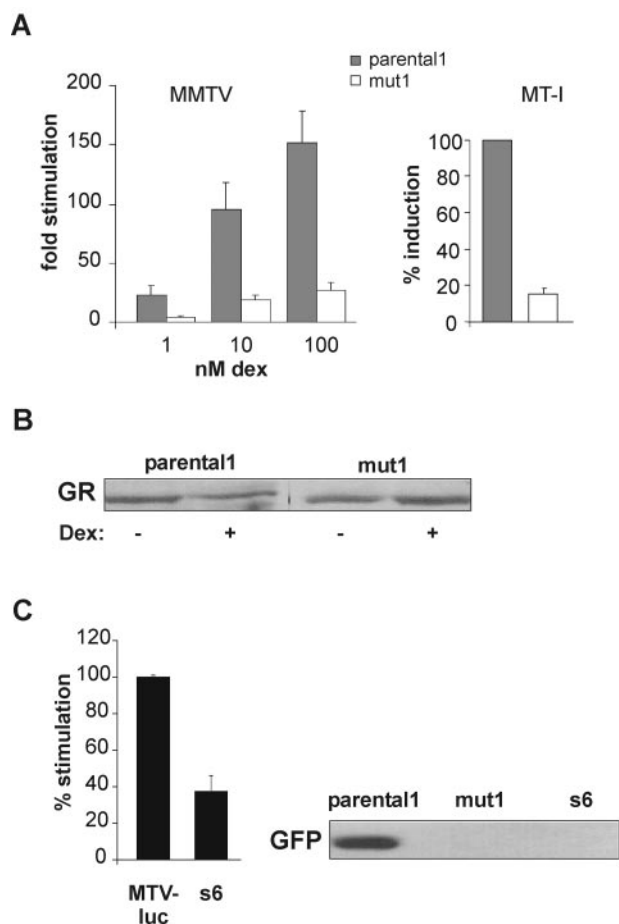 A
parental1
mut1
MMTV
MT-I
fold stimulation
200
150
100
50
0
1 10 100
nM dex
% induction
100
80
60
40
20
0
B
parental1 mut1
GR
Dex: - + - +
C
% stimulation
120
100
80
60
40
20
0
MTV-
luc
s6
parental1 mut1 s6
GFP